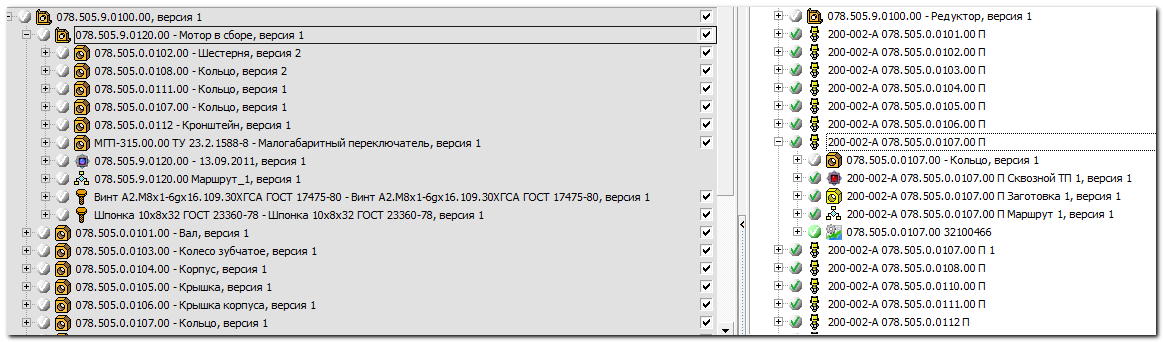 078.505.9.0100.00, версия 1
078.505.9.0120.00 - Мотор в сборе, версия 1
078.505.0.0102.00 - Шестерня, версия 2
078.505.0.0108.00 - Кольцо, версия 2
078.505.0.0111.00 - Кольцо, версия 1
078.505.0.0107.00 - Кольцо, версия 1
078.505.0.0112 - Кронштейн, версия 1
МГП-315.00.00 ТУ 23.2.1588-8 - Малогабаритный переключатель, версия 1
078.505.9.0120.00 - 13.09.2011, версия 1
078.505.9.0120.00 Маршрут_1, версия 1
Винт А2.М8х1-6gх16.109.30ХГСА ГОСТ 17475-80 - Винт А2.М8х1-6gх16.109.30ХГСА ГОСТ 17475-80, версия 1
Шпонка 10х8х32 ГОСТ 23360-78 - Шпонка 10х8х32 ГОСТ 23360-78, версия 1
078.505.0.0101.00 - Вал, версия 1
078.505.0.0103.00 - Колесо зубчатое, версия 1
078.505.0.0104.00 - Корпус, версия 1
078.505.0.0105.00 - Крышка, версия 1
078.505.0.0106.00 - Крышка корпуса, версия 1
078.505.0.0107.00 - Кольцо, версия 1
078.505.9.0100.00 - Редуктор, версия 1
200-002-А 078.505.0.0101.00 П
200-002-А 078.505.0.0102.00 П
200-002-А 078.505.0.0103.00 П
200-002-А 078.505.0.0104.00 П
200-002-А 078.505.0.0105.00 П
200-002-А 078.505.0.0106.00 П
200-002-А 078.505.0.0107.00 П
078.505.0.0107.00 - Кольцо, версия 1
200-002-А 078.505.0.0107.00 П Сквозной ТП 1, версия 1
200-002-А 078.505.0.0107.00 П Заготовка 1, версия 1
200-002-А 078.505.0.0107.00 П Маршрут 1, версия 1
078.505.0.0107.00 32100466
200-002-А 078.505.0.0107.00 П 1
200-002-А 078.505.0.0108.00 П
200-002-А 078.505.0.0110.00 П
200-002-А 078.505.0.0111.00 П
200-002-А 078.505.0.0112 П